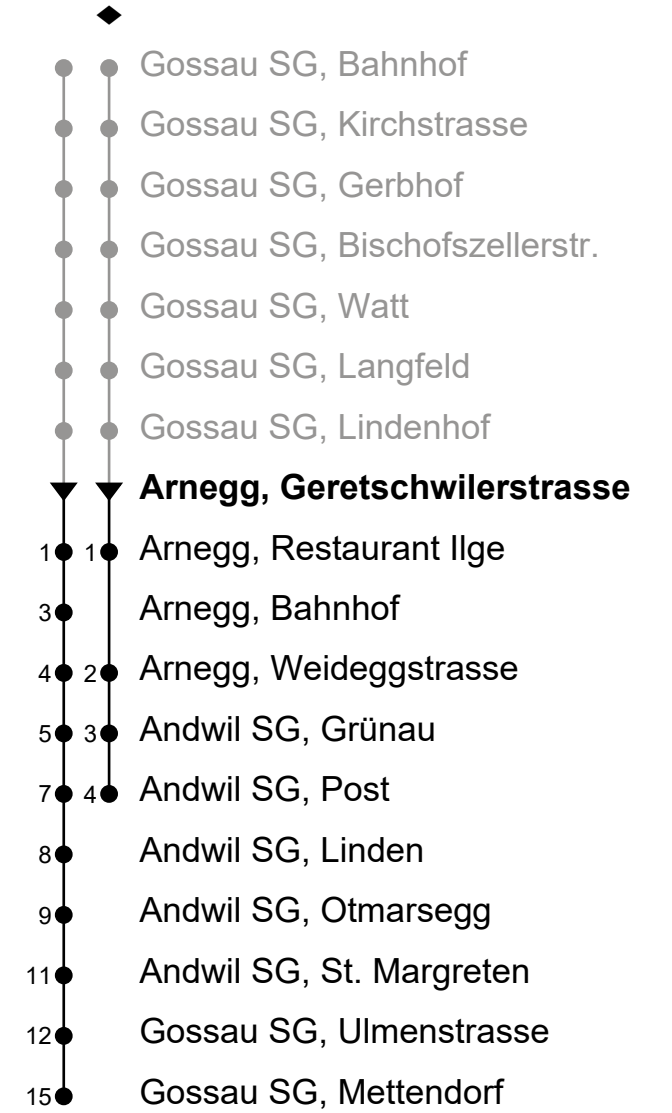 Gossau SG, Bahnhof
Gossau SG, Kirchstrasse
Gossau SG, Gerbhof
Gossau SG, Bischofszellerstr.
Gossau SG, Watt
Gossau SG, Langfeld
Gossau SG, Lindenhof
Arnegg, Geretschwilerstrasse
1 1 Arnegg, Restaurant Ilge
3 Arnegg, Bahnhof
4 2 Arnegg, Weideggstrasse
5 3 Andwil SG, Grünau
7 4 Andwil SG, Post
8 Andwil SG, Linden
9 Andwil SG, Otmarsegg
11 Andwil SG, St. Margreten
12 Gossau SG, Ulmenstrasse
15 Gossau SG, Mettendorf